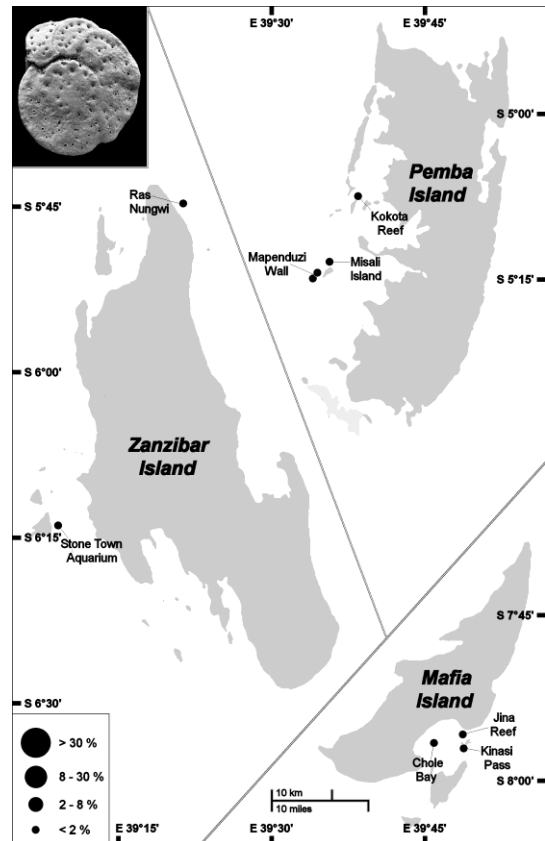 E 39°30'
E 39°45'
S 5°00'
Pemba
Island
Ras
Nungwi
S 5°45'
Kokota
Reef
Mapenduzi
Wall
Misali
Island
S 5°15'
S 6°00'
Zanzibar
Island
S 6°15'
Stone Town
Aquarium
S 7°45'
Mafia
Island
S 6°30'
Jina
Reef
Kinasi
Pass
Chole
Bay
S 8°00'
> 30 %
8 - 30 %
2 - 8 %
< 2 %
10 km
10 miles
E 39°15'
E 39°30'
E 39°45'